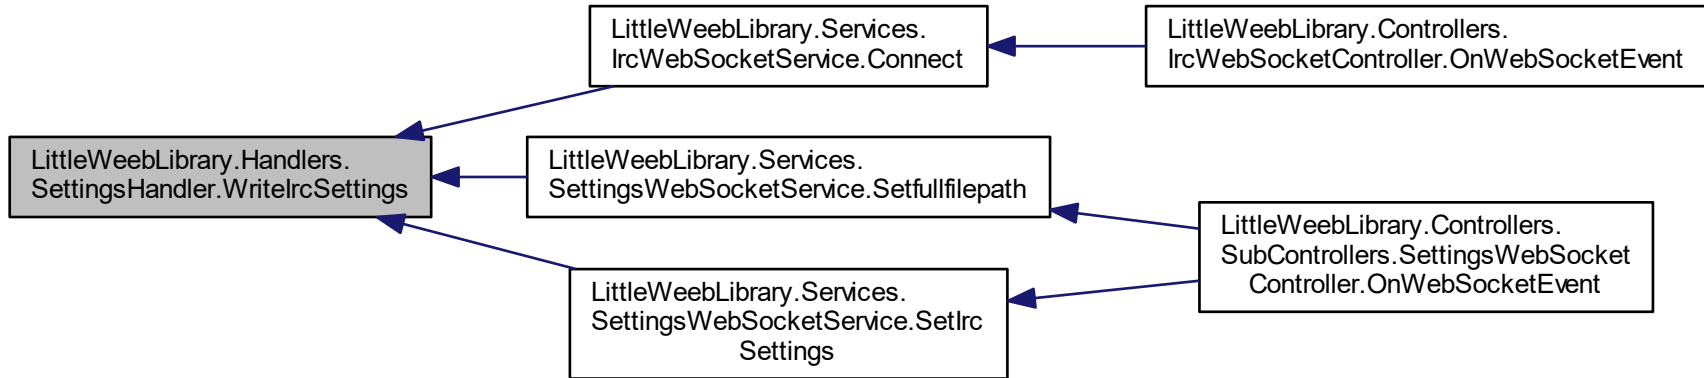 LittleWeebLibrary.Services.
IrcWebSocketService.Connect
LittleWeebLibrary.Controllers.
IrcWebSocketController.OnWebSocketEvent
LittleWeebLibrary.Handlers.
SettingsHandler.WriteIrcSettings
LittleWeebLibrary.Services.
SettingsWebSocketService.Setfullfilepath
LittleWeebLibrary.Controllers.
SubControllers.SettingsWebSocket
Controller.OnWebSocketEvent
LittleWeebLibrary.Services.
SettingsWebSocketService.SetIrc
Settings